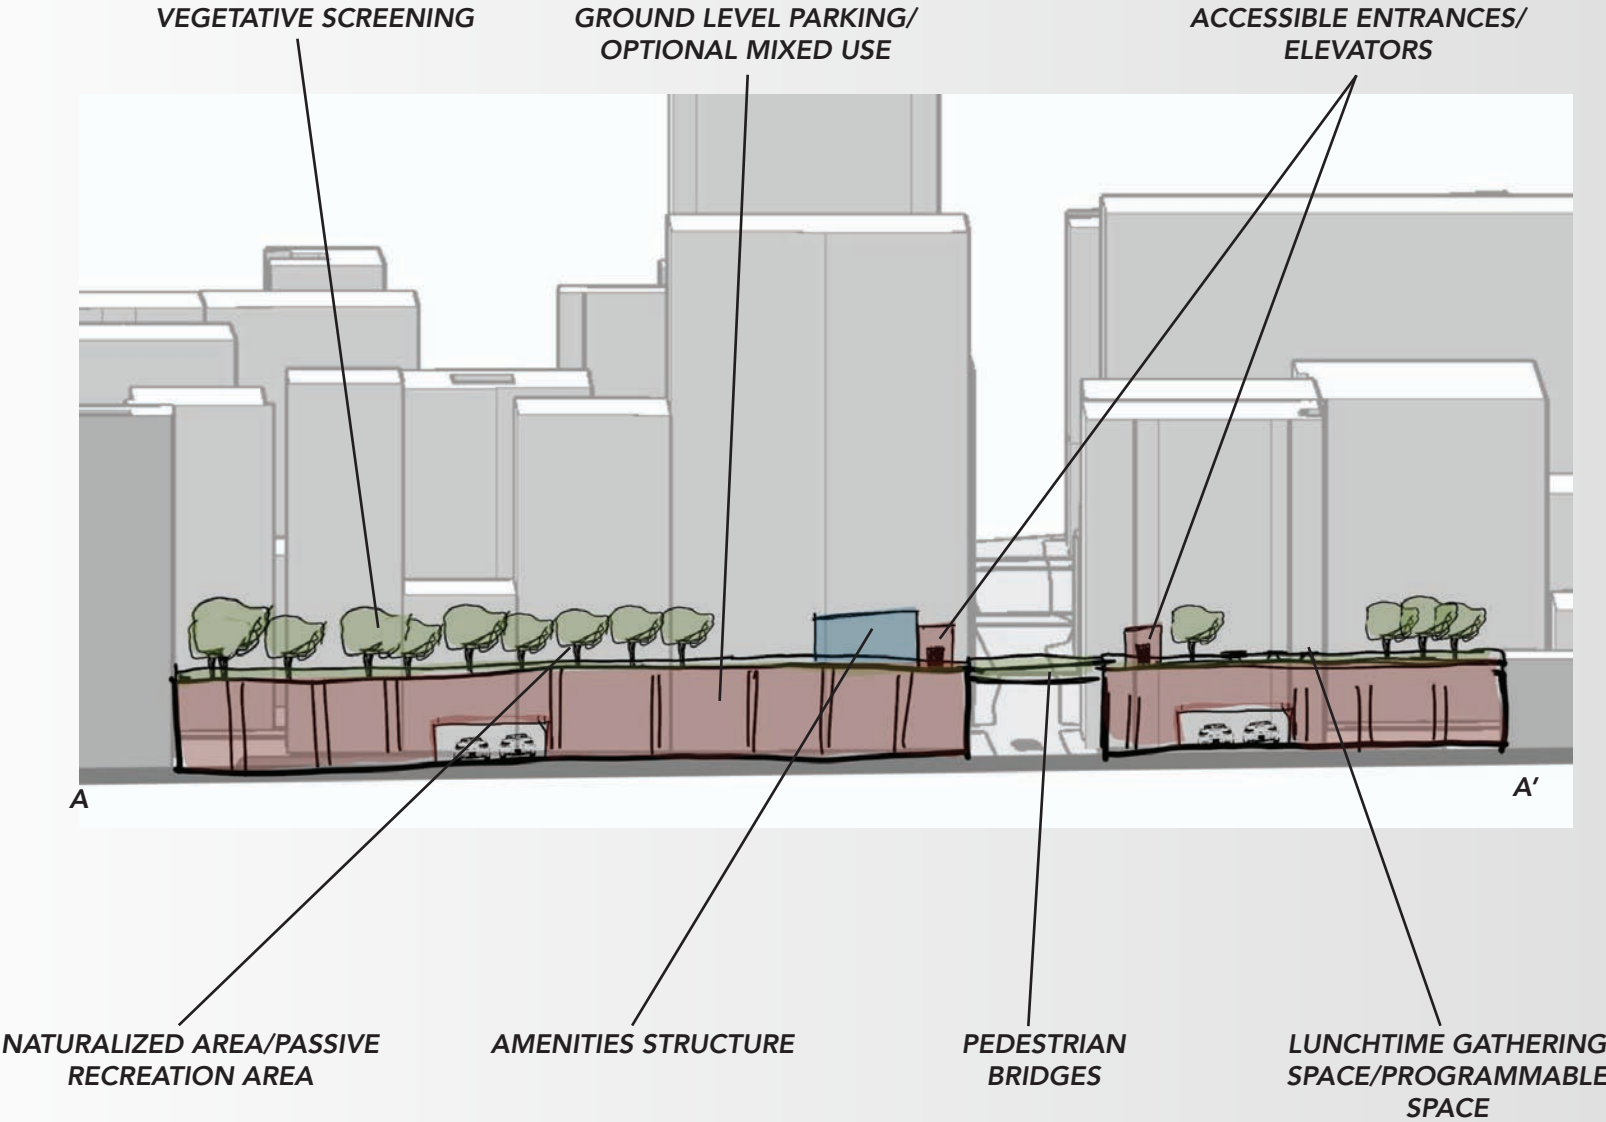 VEGETATIVE SCREENING
GROUND LEVEL PARKING/
OPTIONAL MIXED USE
ACCESSIBLE ENTRANCES/
ELEVATORS
A
A'
NATURALIZED AREA/PASSIVE
RECREATION AREA
AMENITIES STRUCTURE
PEDESTRIAN
BRIDGES
LUNCHTIME GATHERING
SPACE/PROGRAMMABLE
SPACE